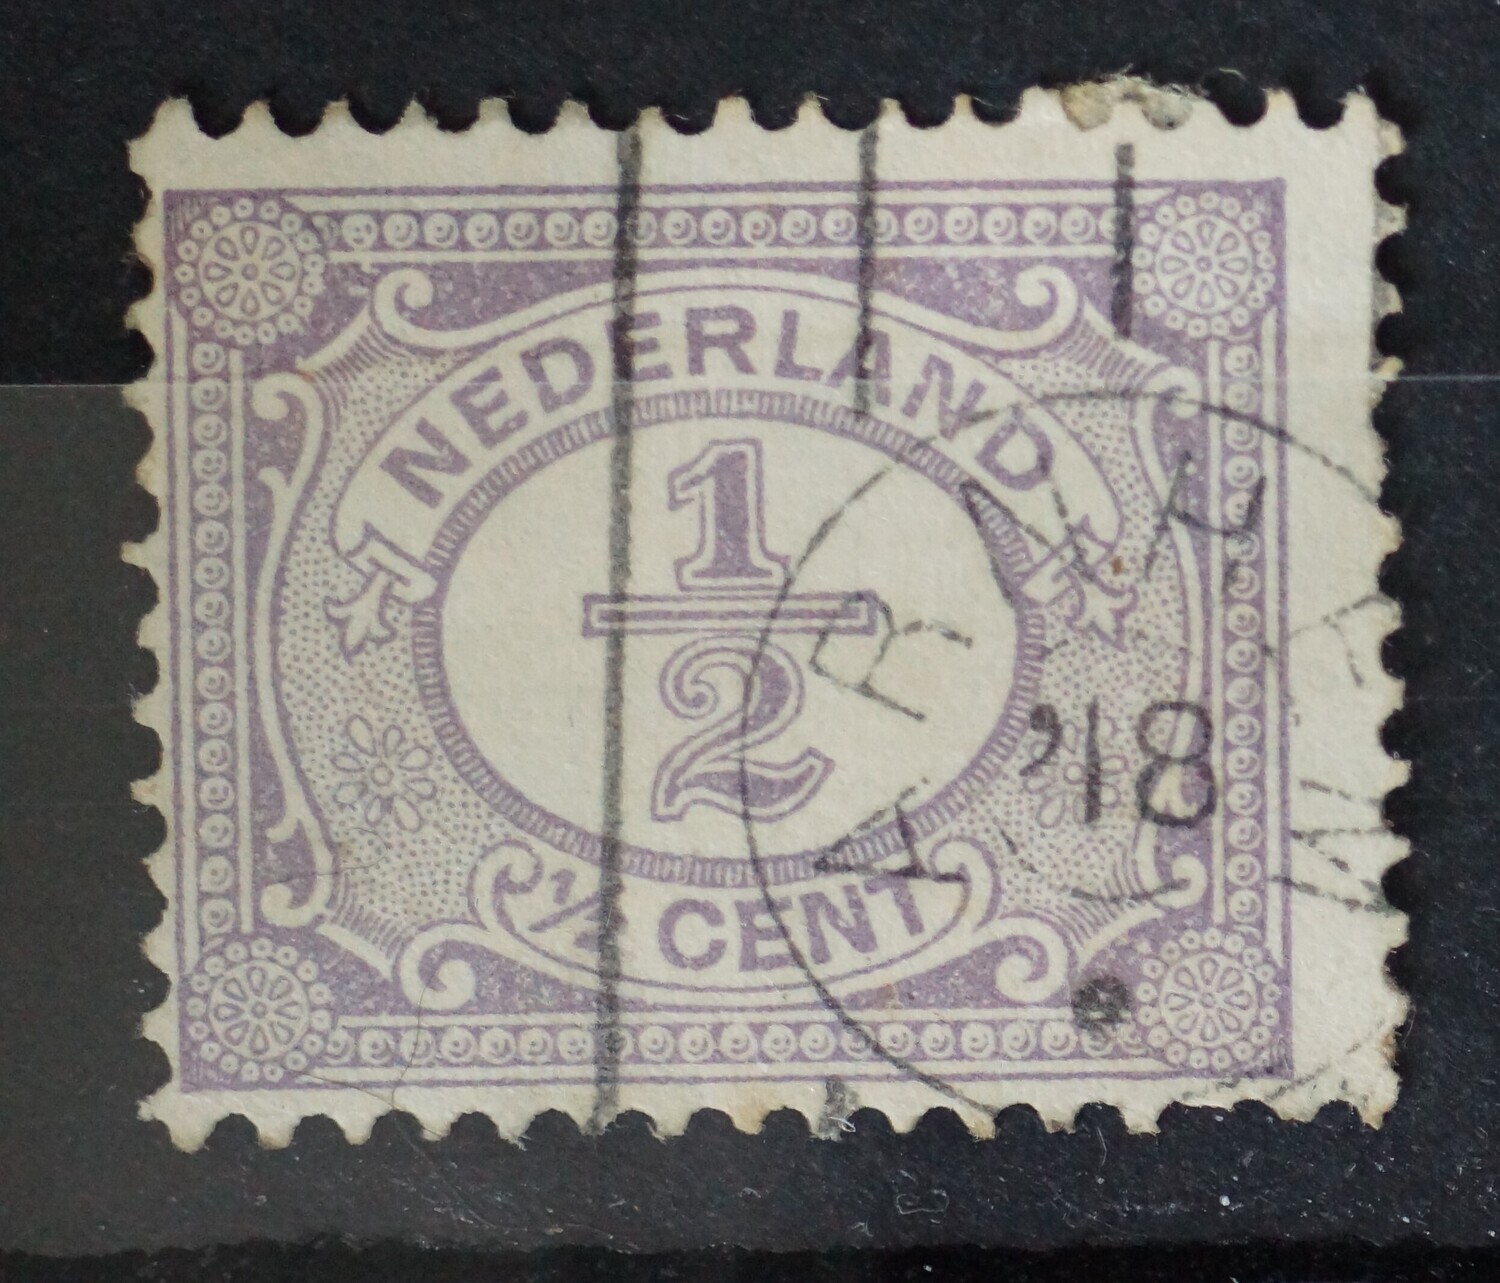 NEDERLAND
1
2
½ CENT
'18